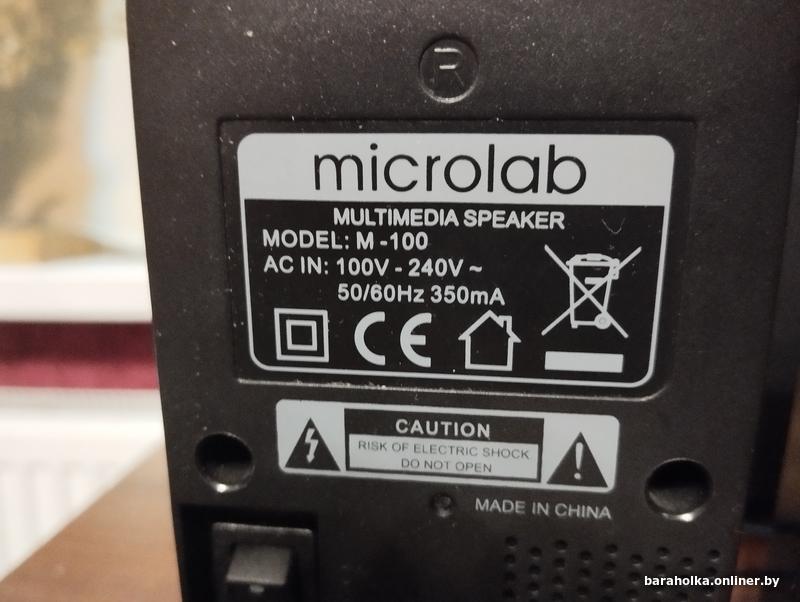 R
microlab
MULTIMEDIA SPEAKER
MODEL: M -100
AC IN: 100V - 240V ~
50/60Hz 350mA
CE
CAUTION
RISK OF ELECTRIC SHOCK
DO NOT OPEN
MADE IN CHINA
baraholka.onliner.by